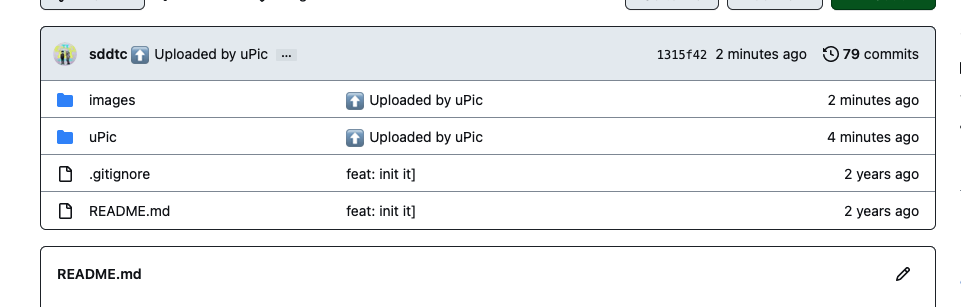 sddtc ⬆ Uploaded by uPic ... 1315f42 2 minutes ago 79 commits
images ⬆ Uploaded by uPic 2 minutes ago
uPic ⬆ Uploaded by uPic 4 minutes ago
.gitignore feat: init it] 2 years ago
README.md feat: init it] 2 years ago
README.md